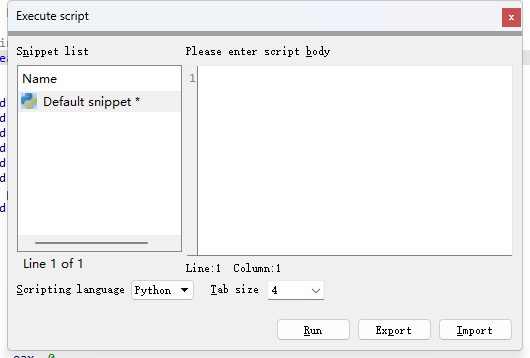 Execute script
x
Snippet list
Please enter script body
Name
1
Default snippet *
Line 1 of 1
Line:1 Column:1
Scripting language
Python
Tab size
4
Run
Export
Import